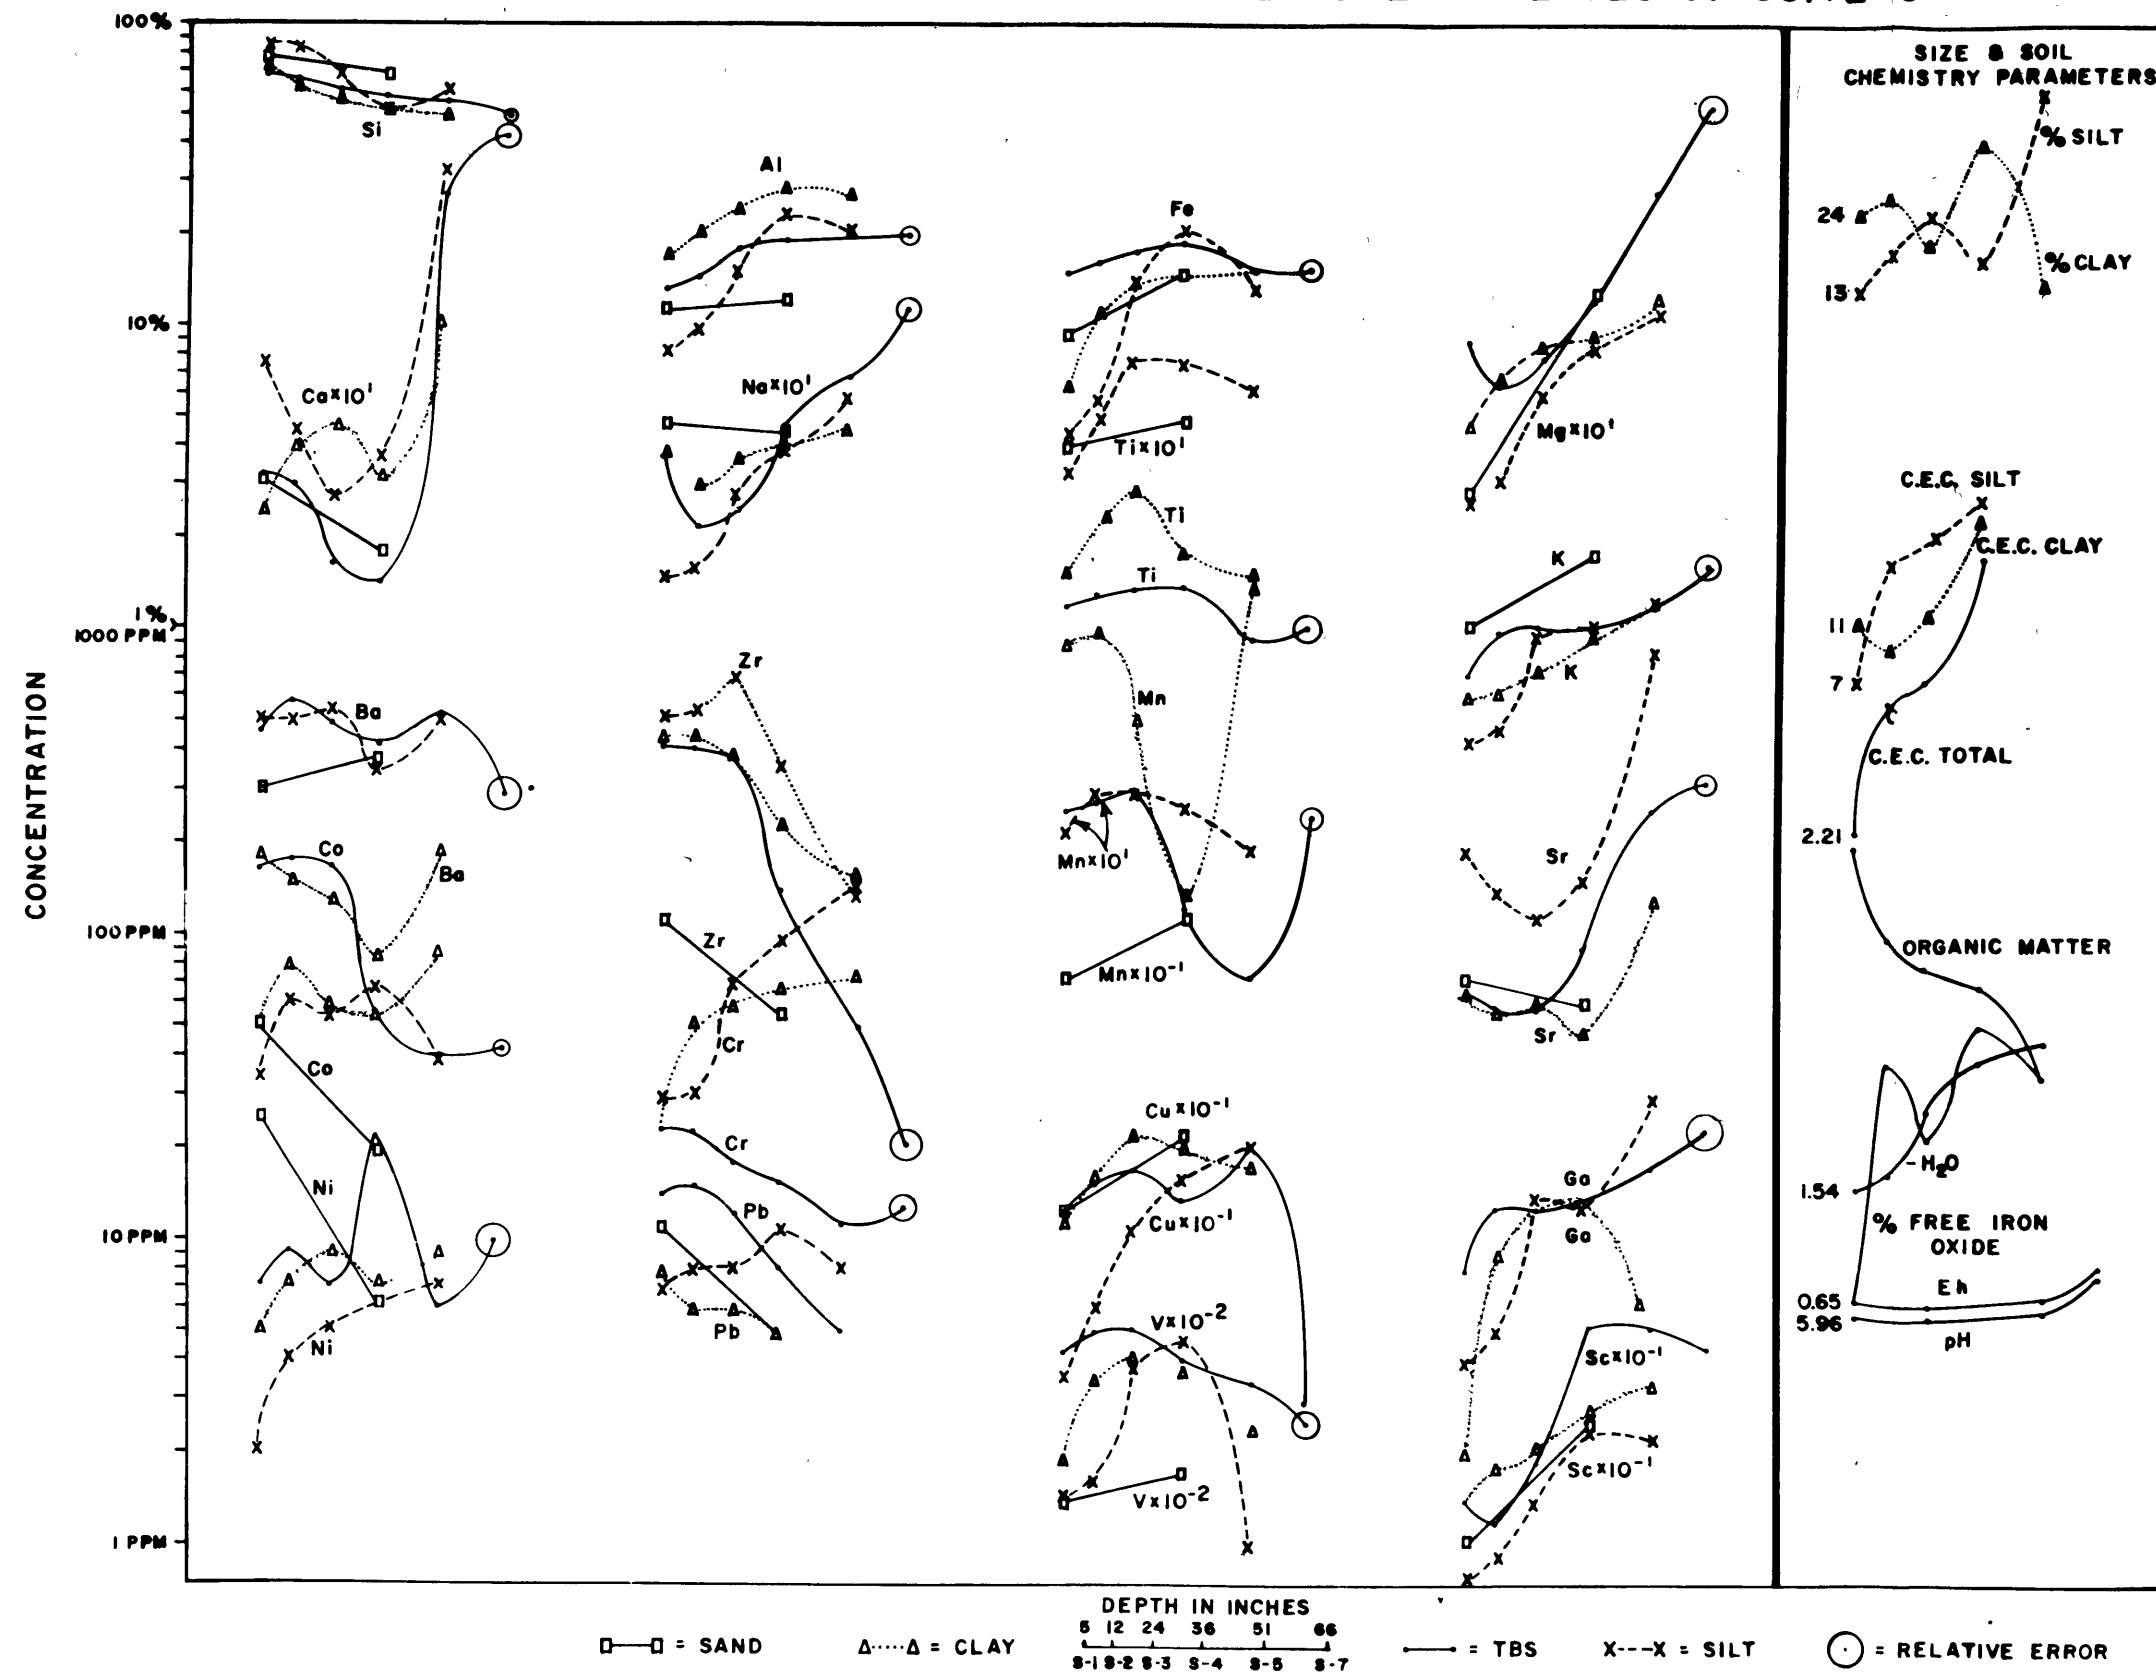 SIZE & SOIL
CHEMISTRY PARAMETERS
100%
10%
1%
1000 PPM
100 PPM
10 PPM
1 PPM
CONCENTRATION
Si
Ca x 10¹
Ba
Co
Ba
Co
Ni
Ni
Al
Na x 10¹
Zr
Zr
Cr
Cr
Pb
Pb
Fe
Ti x 10¹
Ti
Ti
Mn
Mn x 10¹
Mn x 10⁻¹
Cu x 10⁻¹
Cu x 10⁻¹
V x 10⁻²
V x 10⁻²
Mg x 10¹
K
K
Sr
Sr
Ga
Ga
Sc x 10⁻¹
Sc x 10⁻¹
% SILT
24
% CLAY
13
C.E.C. SILT
C.E.C. CLAY
11
7
C.E.C. TOTAL
2.21
ORGANIC MATTER
-H₂O
1.54
% FREE IRON
OXIDE
Eh
0.65
5.96
pH
DEPTH IN INCHES
5 12 24 36 51 66
S-1 S-2 S-3 S-4 S-5 S-7
= SAND
= CLAY
= TBS
X---X = SILT
= RELATIVE ERROR